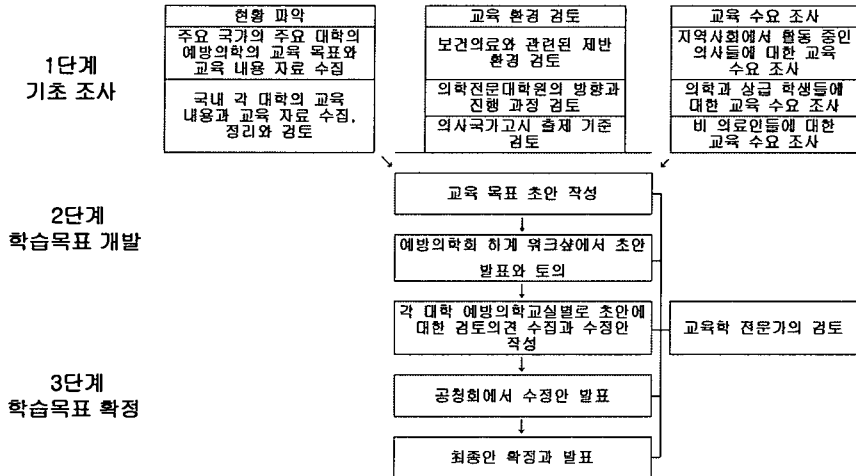 현황 파악
주요 국가의 주요 대학의
예방의학의 교육 목표와
교육 내용 자료 수집
국내 각 대학의 교육
내용과 교육 자료 수집,
정리와 검토
교육 환경 검토
보건의료와 관련된 제반
환경 검토
의학전문대학원의 방향과
진행 과정 검토
의사국가고시 출제 기준
검토
교육 수요 조사
지역사회에서 활동 중인
의사들에 대한 교육
수요 조사
의학과 상급 학생들에
대한 교육 수요 조사
비 의료인들에 대한
교육 수요 조사
1단계
기초 조사
교육 목표 초안 작성
2단계
학습목표 개발
예방의학회 하계 워크샾에서 초안
발표와 토의
각 대학 예방의학교실별로 초안에
대한 검토의견 수집과 수정안
작성
교육학 전문가의 검토
3단계
학습목표 확정
공청회에서 수정안 발표
최종안 확정과 발표